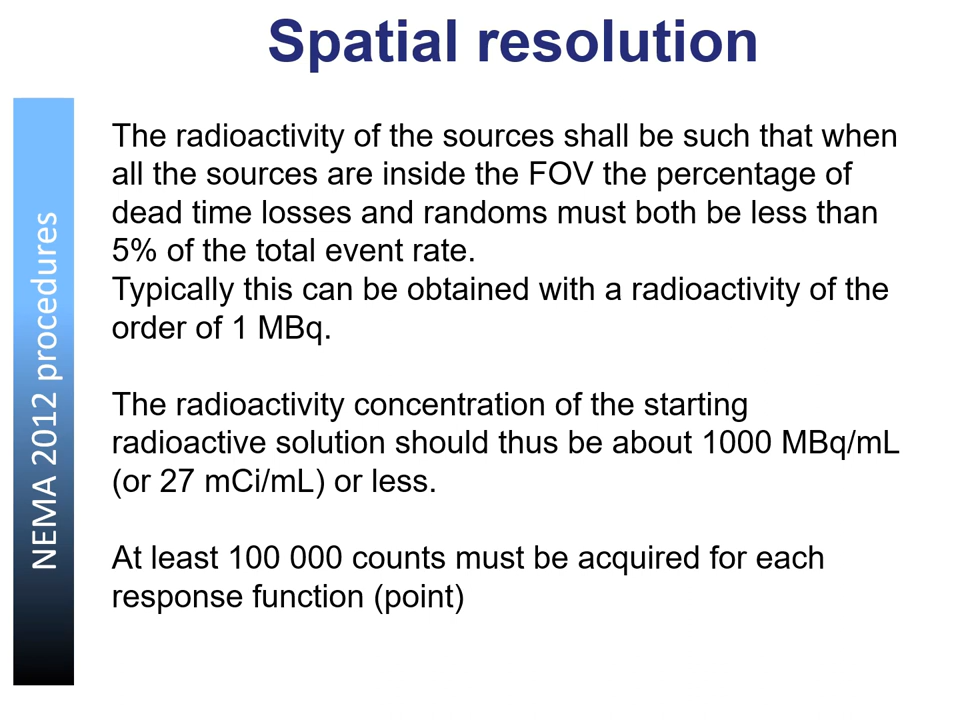 Spatial resolution
NEMA 2012 procedures
The radioactivity of the sources shall be such that when
all the sources are inside the FOV the percentage of
dead time losses and randoms must both be less than
5% of the total event rate.
Typically this can be obtained with a radioactivity of the
order of 1 MBq.
The radioactivity concentration of the starting
radioactive solution should thus be about 1000 MBq/mL
(or 27 mCi/mL) or less.
At least 100 000 counts must be acquired for each
response function (point)